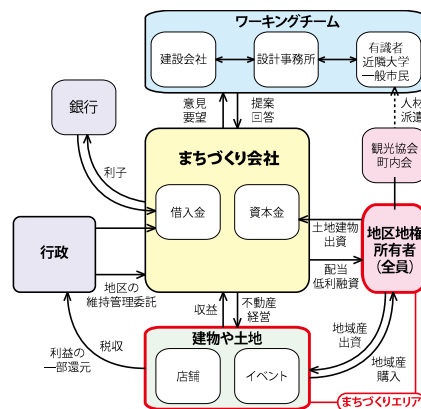 ワーキングチーム
建設会社
設計事務所
有識者
近隣大学
一般市民
意見
要望
提案
回答
人材
派遣
銀行
利子
まちづくり会社
借入金
資本金
観光協会
町内会
土地建物
出資
地区地権
所有者
(全員)
行政
地区の
維持管理委託
配当
低利融資
収益
不動産
経営
建物や土地
店舗
イベント
税収
利益の
一部還元
地域産
出資
地域産
購入
まちづくりエリア